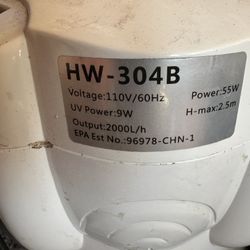 HW-304B
Voltage:110V/60Hz Power:55W
UV Power:9W H-max:2.5m
Output:2000L/h
EPA Est No.:96978-CHN-1